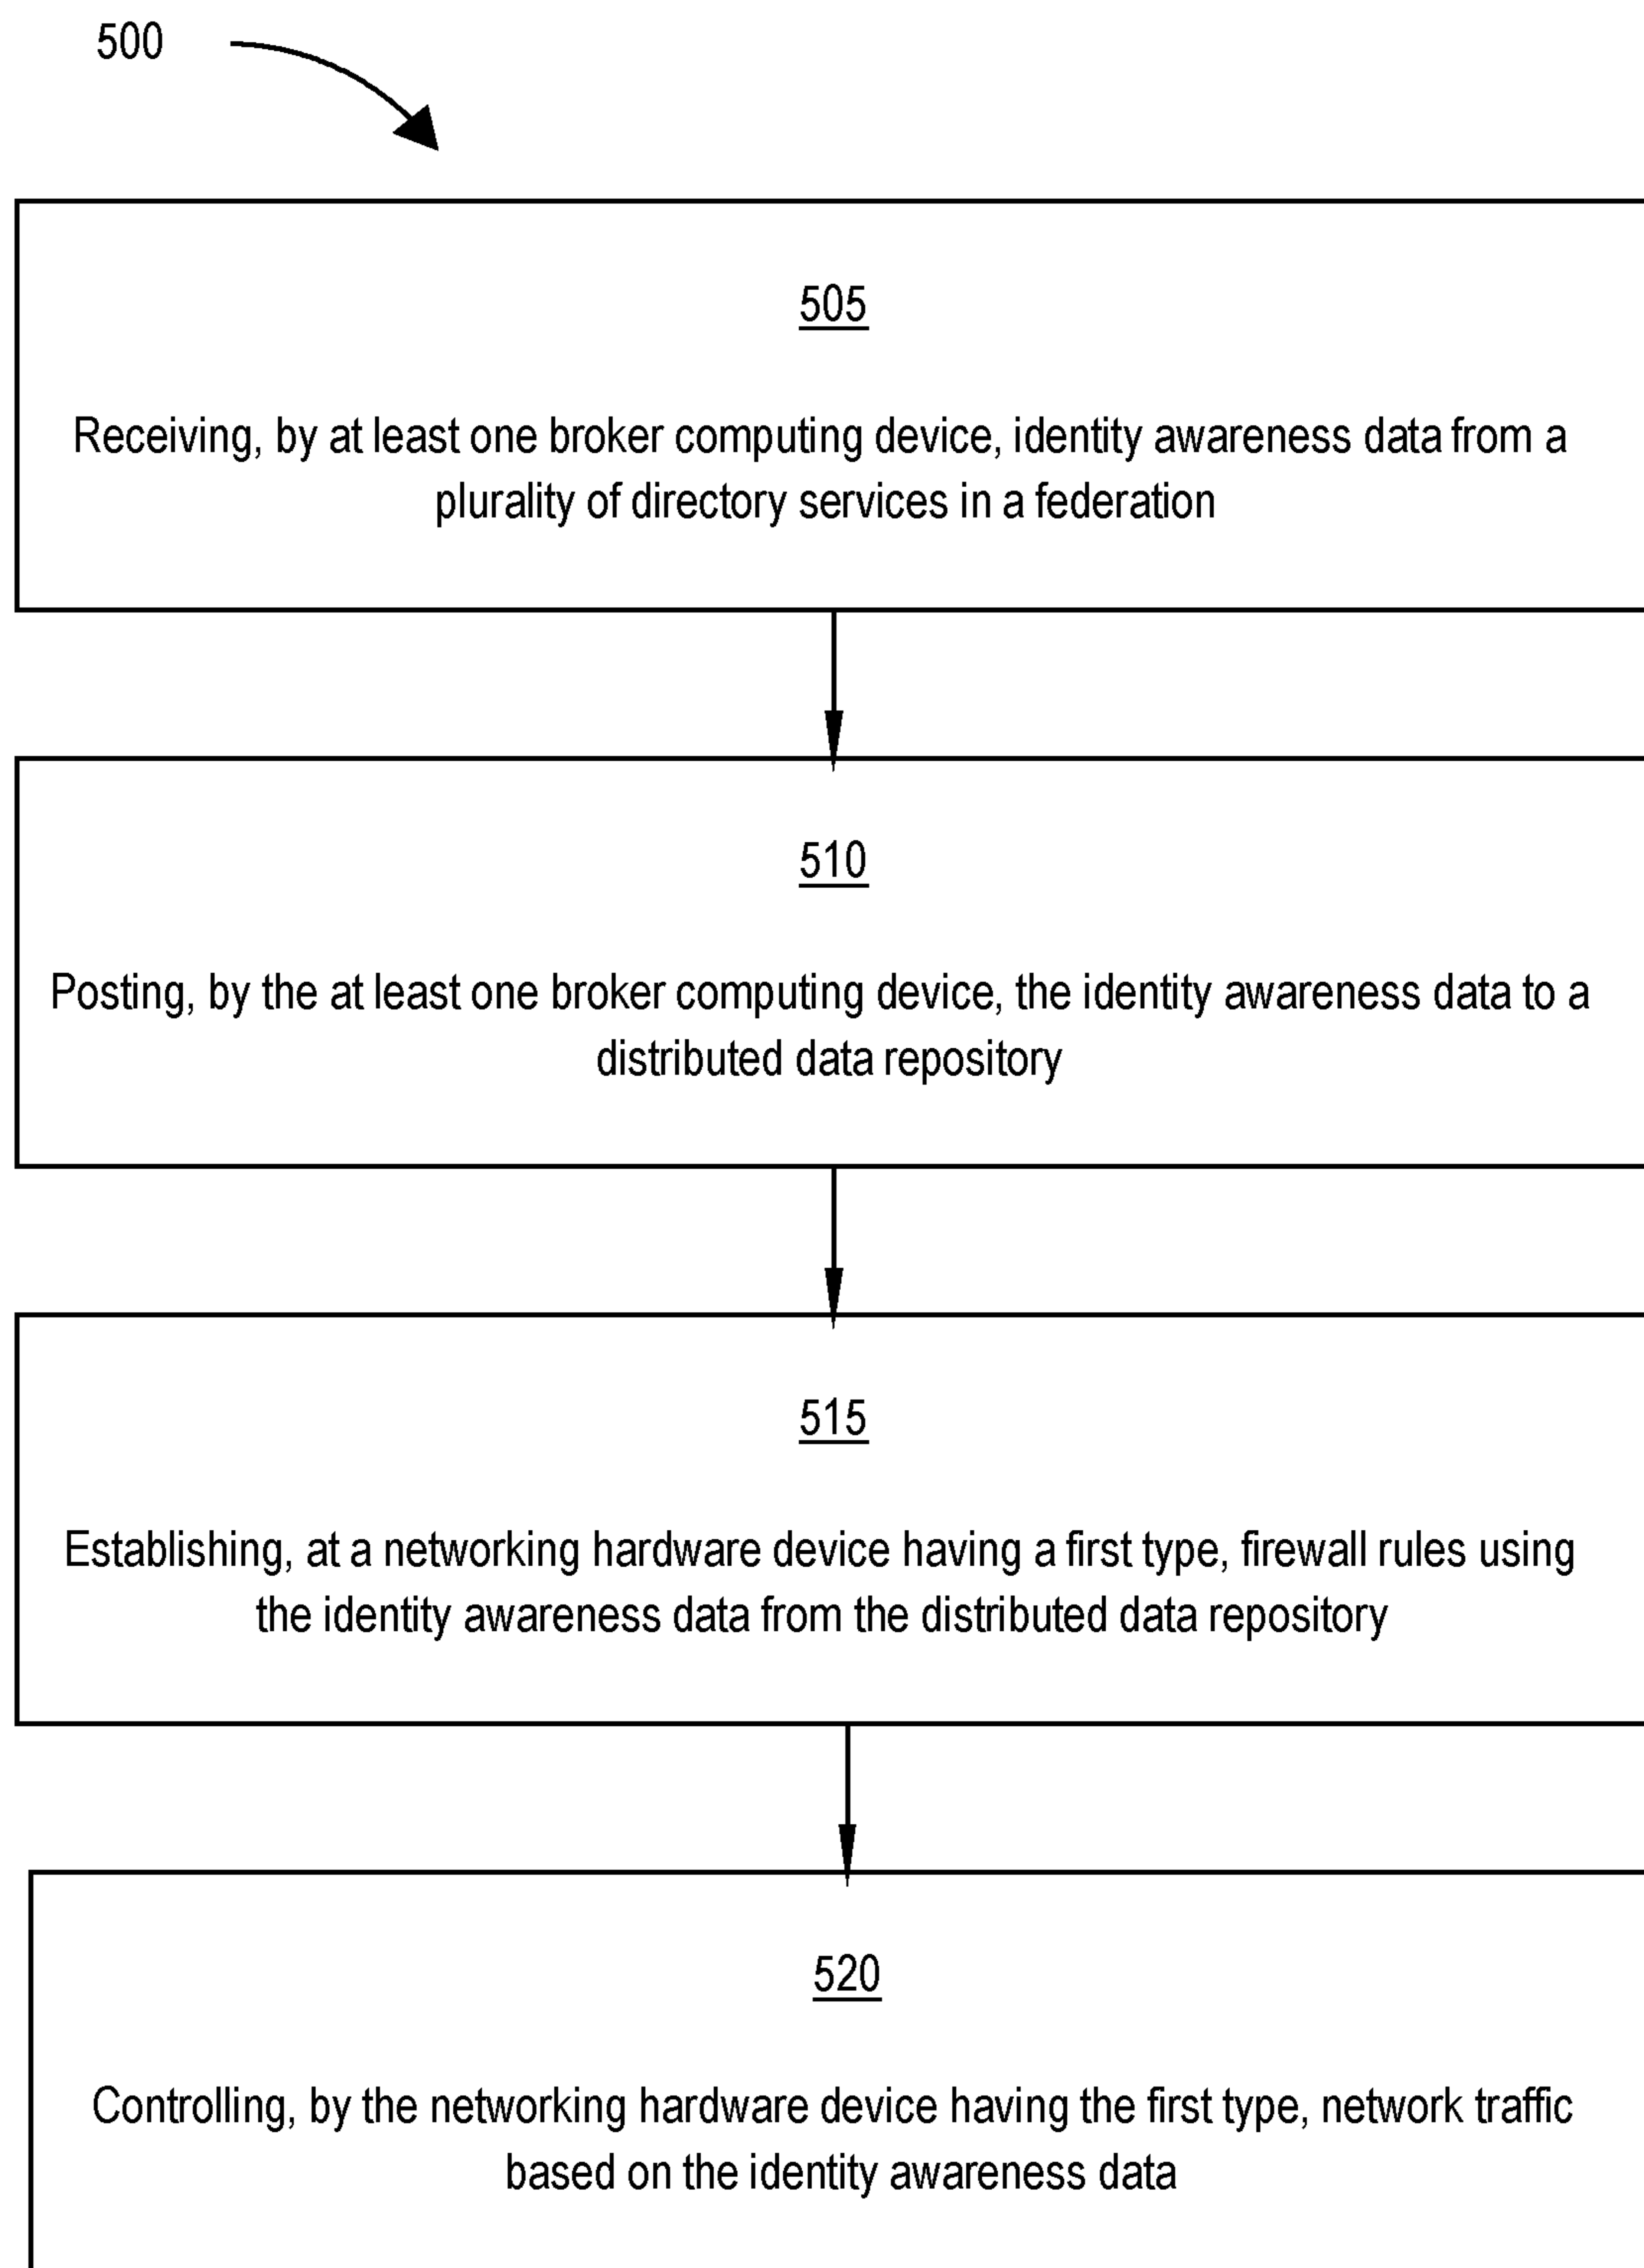 500
505
Receiving, by at least one broker computing device, identity awareness data from a
plurality of directory services in a federation
510
Posting, by the at least one broker computing device, the identity awareness data to a
distributed data repository
515
Establishing, at a networking hardware device having a first type, firewall rules using
the identity awareness data from the distributed data repository
520
Controlling, by the networking hardware device having the first type, network traffic
based on the identity awareness data